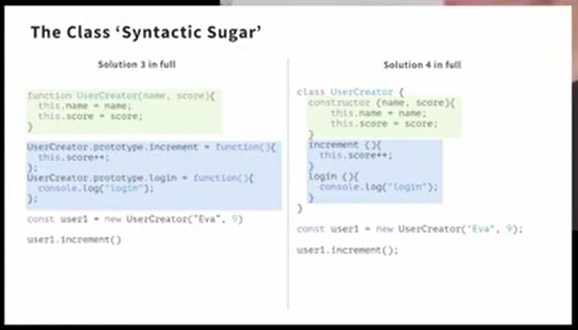 The Class ‘Syntactic Sugar’
Solution 3 in full
function UserCreator(name, score){
this.name = name;
this.score = score;
}
UserCreator.prototype.increment = function(){
this.score++;
};
UserCreator.prototype.login = function(){
console.log("login");
};
const user1 = new UserCreator("Eva", 9)
user1.increment()
Solution 4 in full
class UserCreator {
constructor (name, score){
this.name = name;
this.score = score;
}
increment (){
this.score++;
}
login (){
console.log("login");
}
}
const user1 = new UserCreator("Eva", 9);
user1.increment();